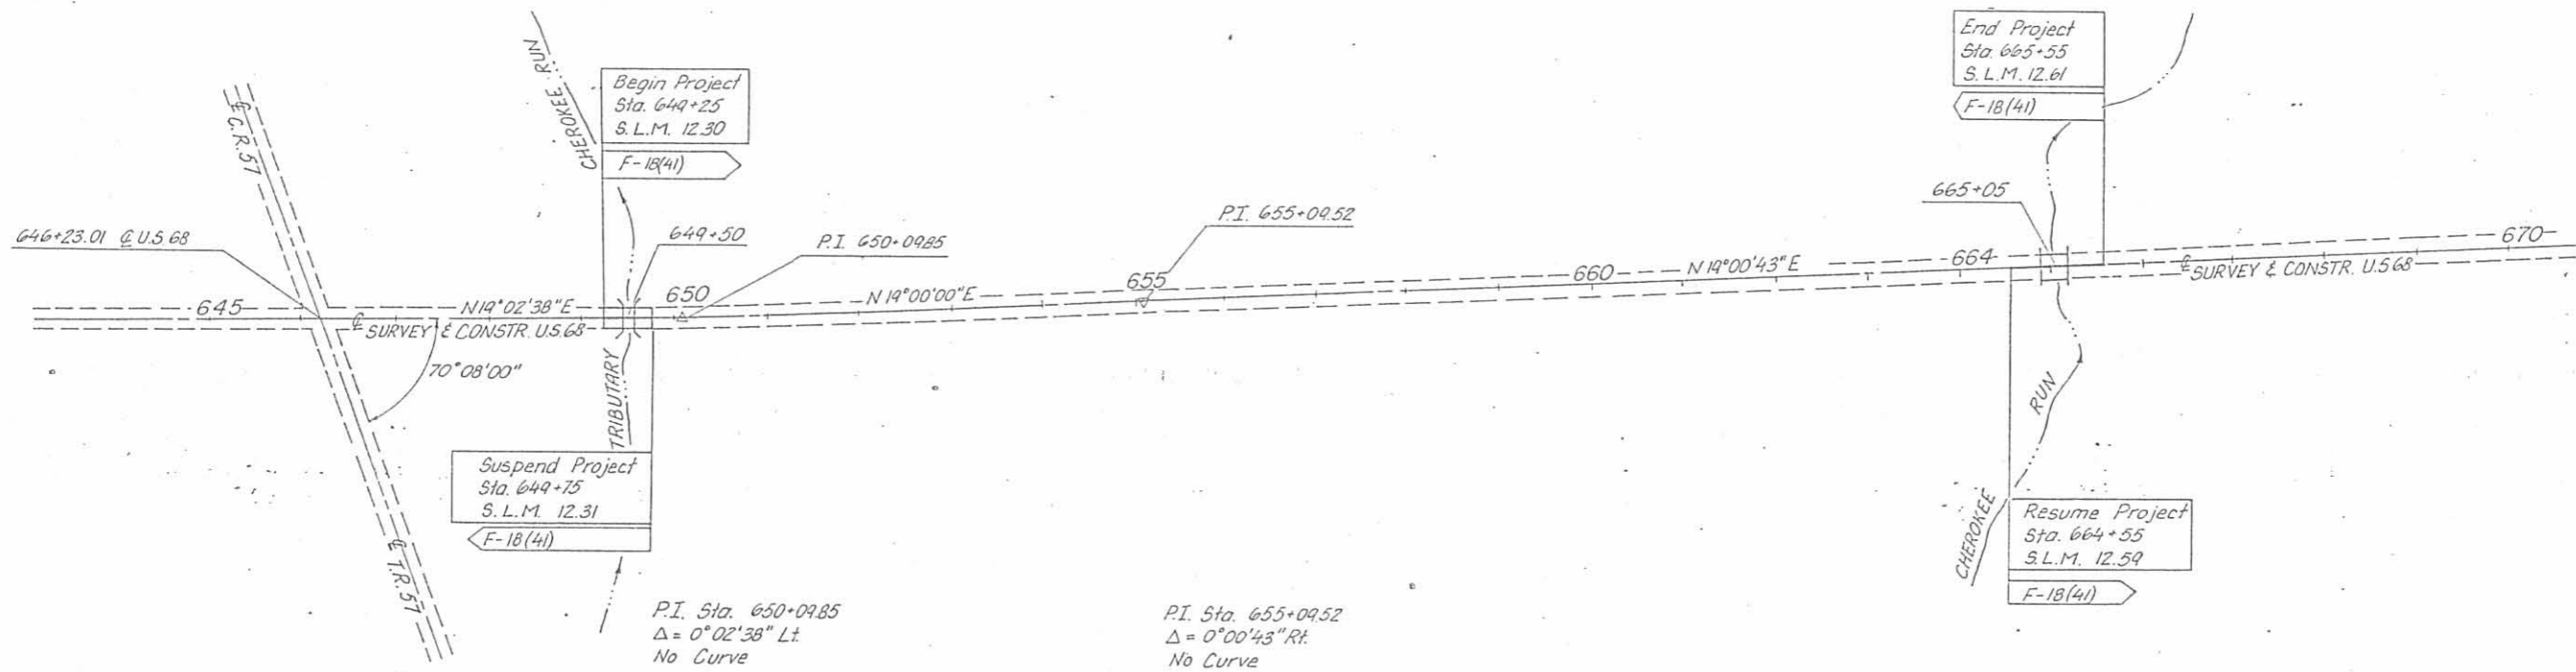 CHEROKEE RUN
Begin Project
Sta. 649+25
S.L.M. 12.30
F-18(41)
End Project
Sta. 665+55
S.L.M. 12.61
F-18(41)
℄ C.R. 57
646+23.01 ℄ U.S. 68
649+50
P.I. 650+09.85
P.I. 655+09.52
665+05
645
N19°02'38"E
650
N19°00'00"E
655
660
N19°00'43"E
664
670
℄ SURVEY & CONSTR. U.S. 68
℄ SURVEY & CONSTR. U.S. 68
70°08'00"
TRIBUTARY
Suspend Project
Sta. 649+75
S.L.M. 12.31
F-18(41)
℄ T.R. 57
CHEROKEE RUN
Resume Project
Sta. 664+55
S.L.M. 12.59
F-18(41)
P.I. Sta. 650+09.85
Δ = 0°02'38" Lt.
No Curve
P.I. Sta. 655+09.52
Δ = 0°00'43" Rt.
No Curve